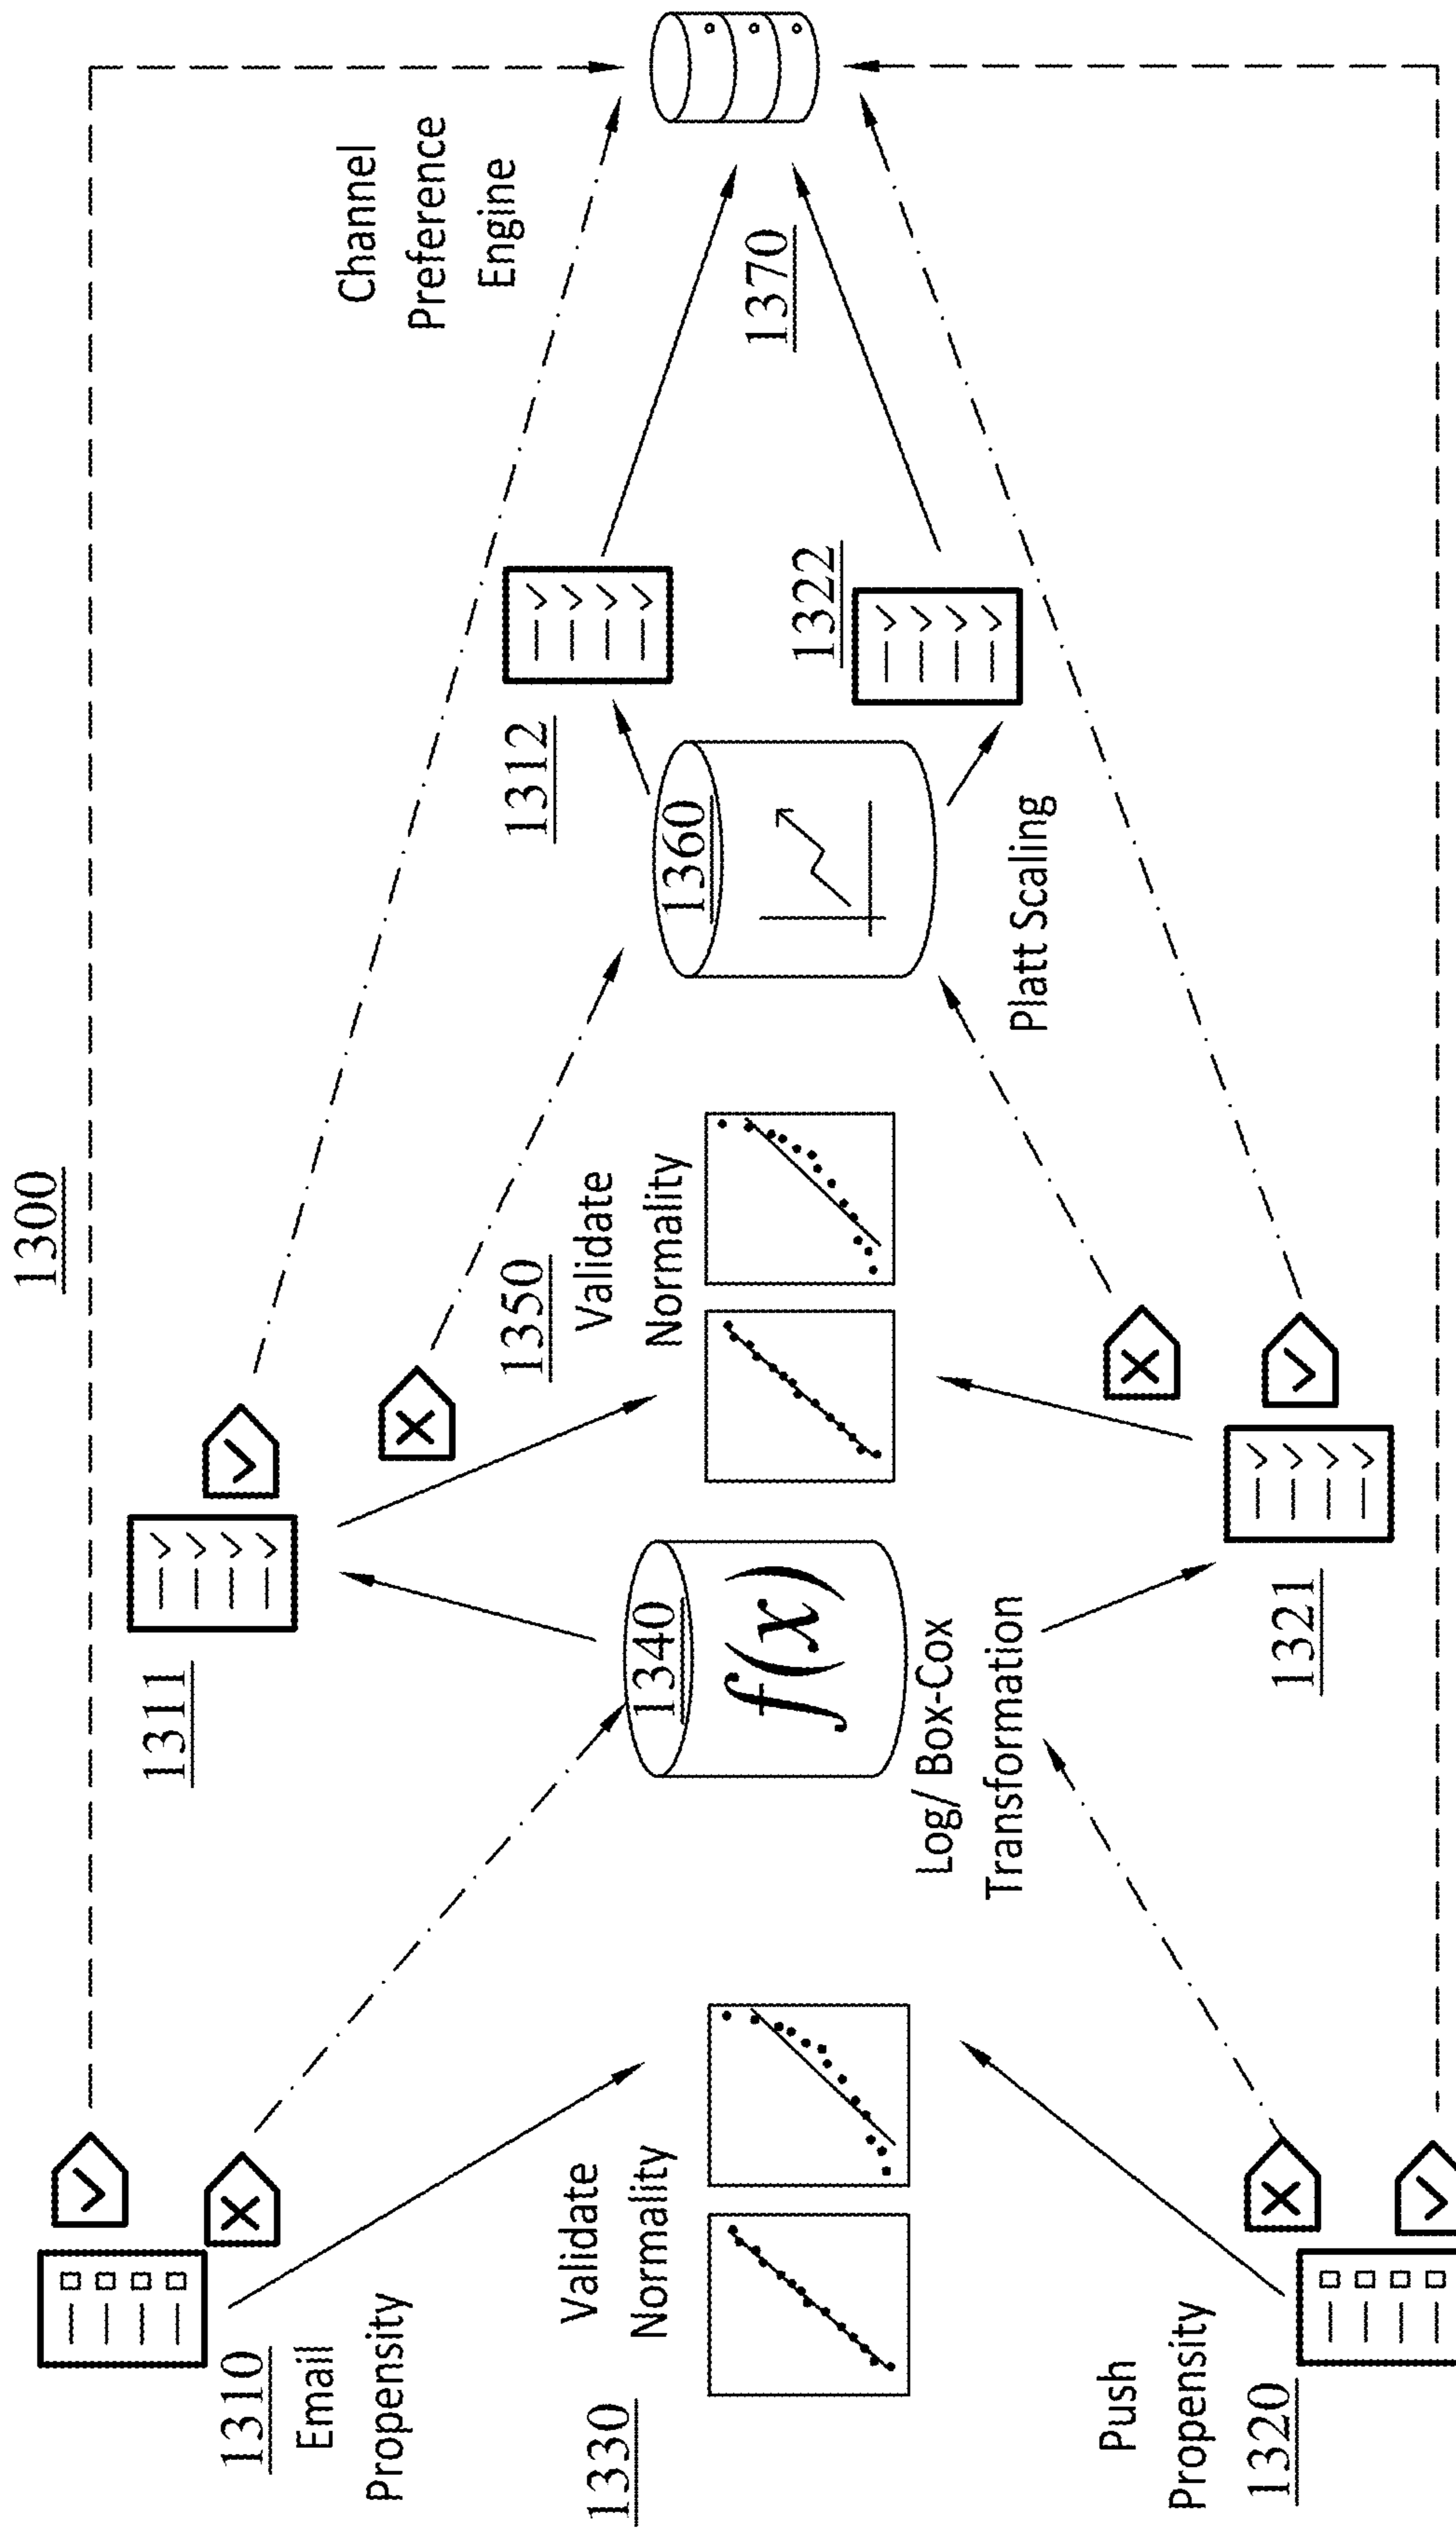 1300
1310
Email
Propensity
1330
Validate
Normality
Push
Propensity
1320
1311
1340
f(x)
Log/ Box-Cox
Transformation
1321
1350
Validate
Normality
1312
1360
Platt Scaling
1322
Channel
Preference
Engine
1370